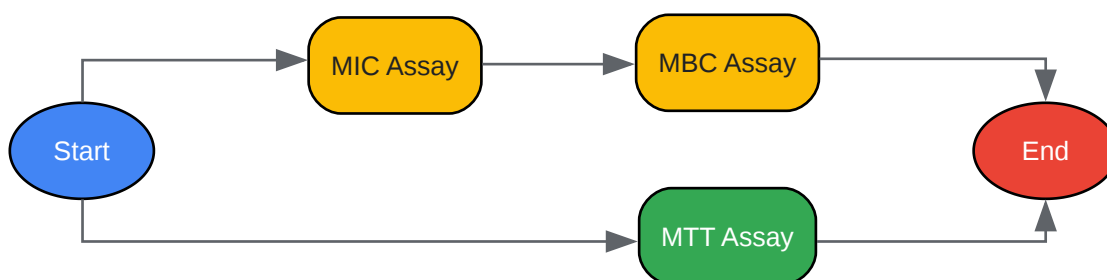 MIC Assay
MBC Assay
Start
End
MTT Assay